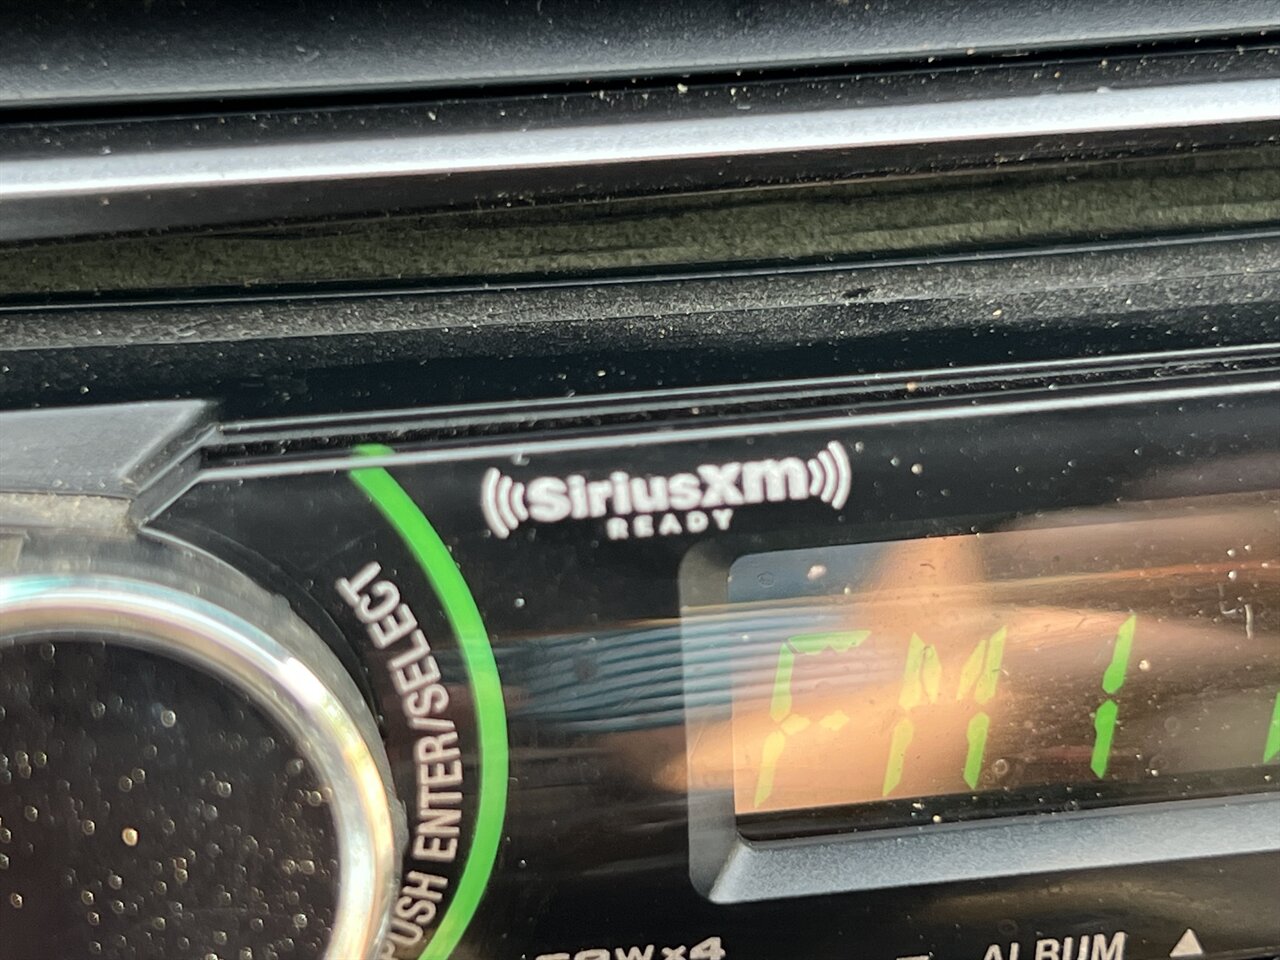 SiriusXm
READY
PUSH ENTER/SELECT
FM1
ALBUM